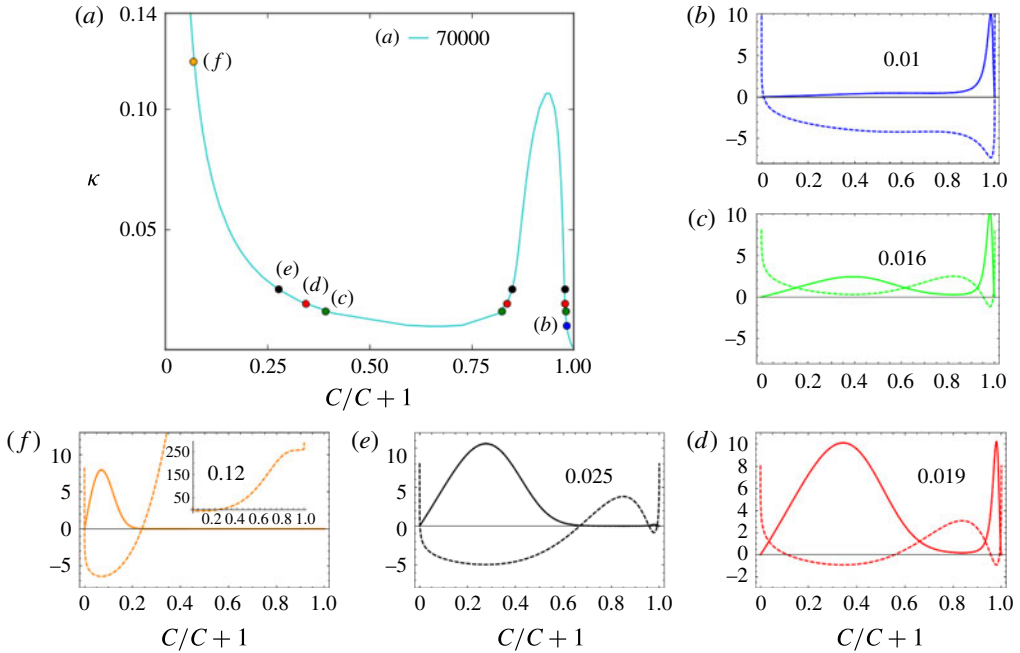 (a)
0.14
0.10
0.05
κ
(a) 70000
(f)
(e)
(d)
(c)
(b)
0 0.25 0.50 0.75 1.00
C/C + 1
(b)
10
5
0
−5
0.01
0 0.2 0.4 0.6 0.8 1.0
(c)
10
5
0
−5
0.016
0 0.2 0.4 0.6 0.8 1.0
(f)
10
5
0
−5
250
150
50
0.12
0.2 0.4 0.6 0.8 1.0
0 0.2 0.4 0.6 0.8 1.0
C/C + 1
(e)
10
5
0
−5
0.025
0 0.2 0.4 0.6 0.8 1.0
C/C + 1
(d)
10
8
6
4
2
0
−2
0.019
0 0.2 0.4 0.6 0.8 1.0
C/C + 1